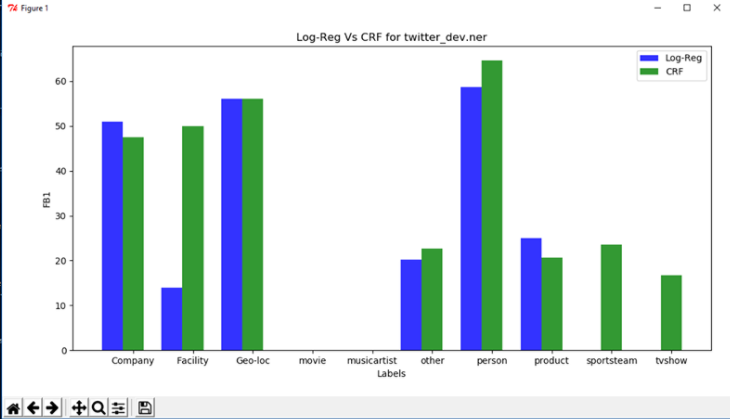 Figure 1
Log-Reg Vs CRF for twitter_dev.ner
Log-Reg
CRF
FB1
60
50
40
30
20
10
0
Company Facility Geo-loc movie musicartist other person product sportsteam tvshow
Labels